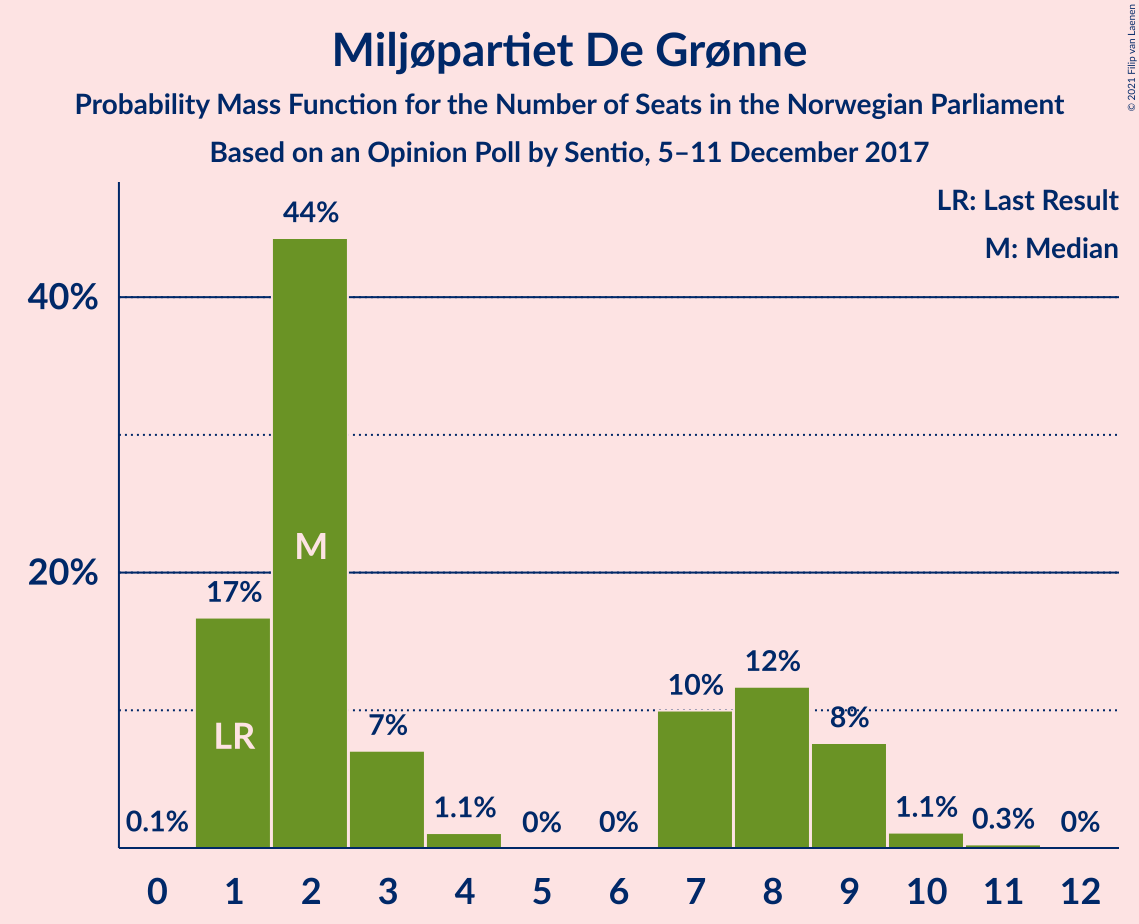 Miljøpartiet De Grønne
Probability Mass Function for the Number of Seats in the Norwegian Parliament
Based on an Opinion Poll by Sentio, 5–11 December 2017
© 2021 Filip van Laenen
LR: Last Result
M: Median
44%
40%
M
20%
17%
12%
10%
8%
7%
LR
0.1%
1.1%
0%
0%
1.1%
0.3%
0%
0 1 2 3 4 5 6 7 8 9 10 11 12